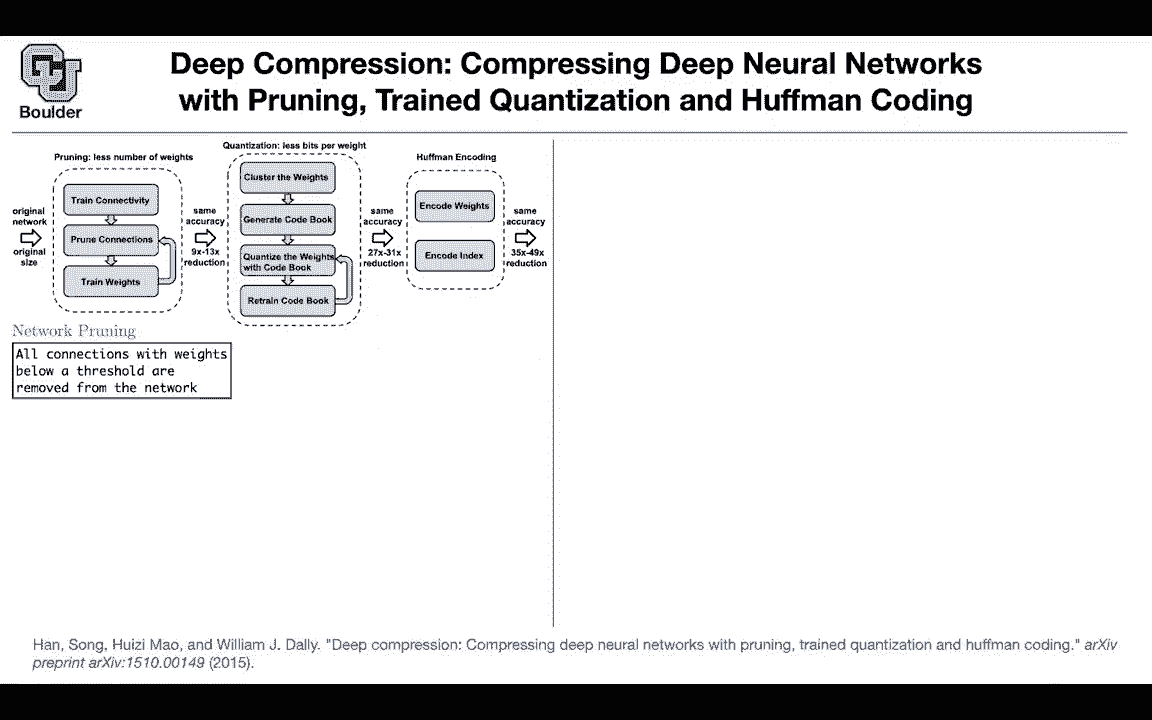 Boulder
Deep Compression: Compressing Deep Neural Networks
with Pruning, Trained Quantization and Huffman Coding
original
network
original
size
Pruning: less number of weights
Train Connectivity
Prune Connections
Train Weights
same
accuracy
9x-13x
reduction
Quantization: less bits per weight
Cluster the Weights
Generate Code Book
Quantize the Weights
with Code Book
Retrain Code Book
same
accuracy
27x-31x
reduction
Huffman Encoding
Encode Weights
Encode Index
same
accuracy
35x-49x
reduction
Network Pruning
All connections with weights
below a threshold are
removed from the network
Han, Song, Huizi Mao, and William J. Dally. "Deep compression: Compressing deep neural networks with pruning, trained quantization and huffman coding." arXiv
preprint arXiv:1510.00149 (2015).